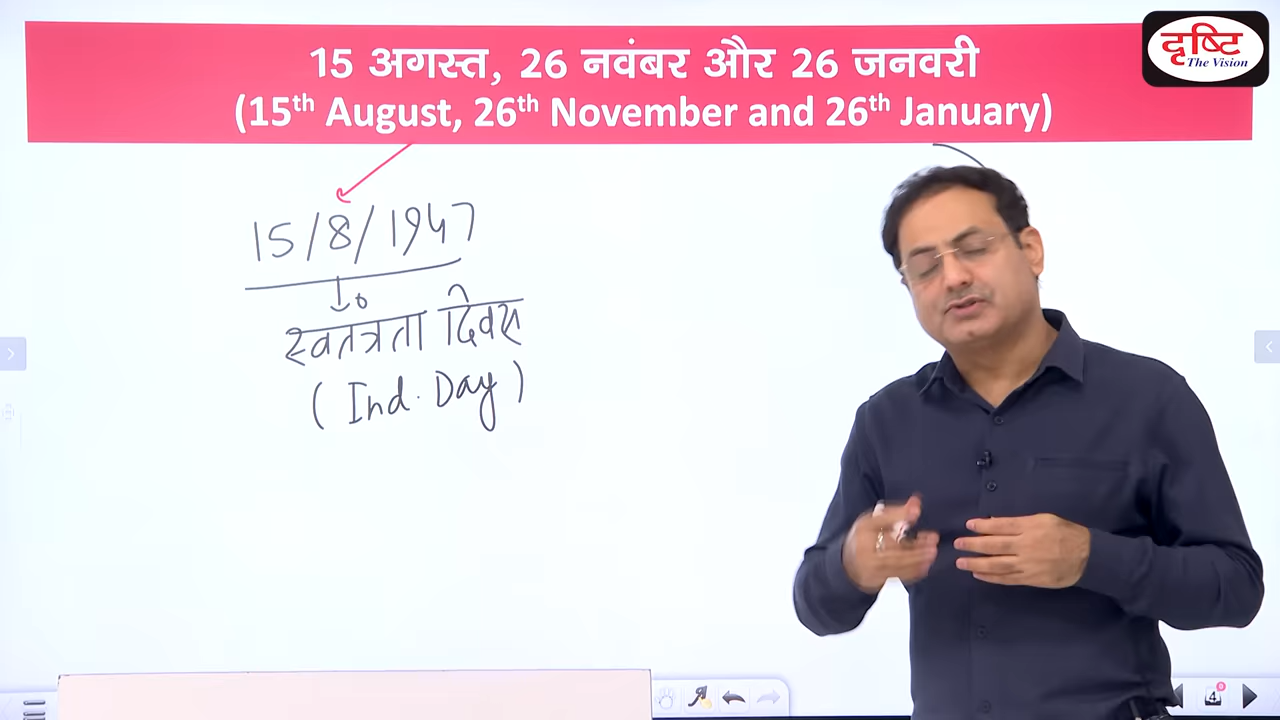 15 अगस्त, 26 नवंबर और 26 जनवरी
(15th August, 26th November and 26th January)
दृष्टि
The Vision
15/8/1947
स्वतंत्रता दिवस
(Ind. Day)
4